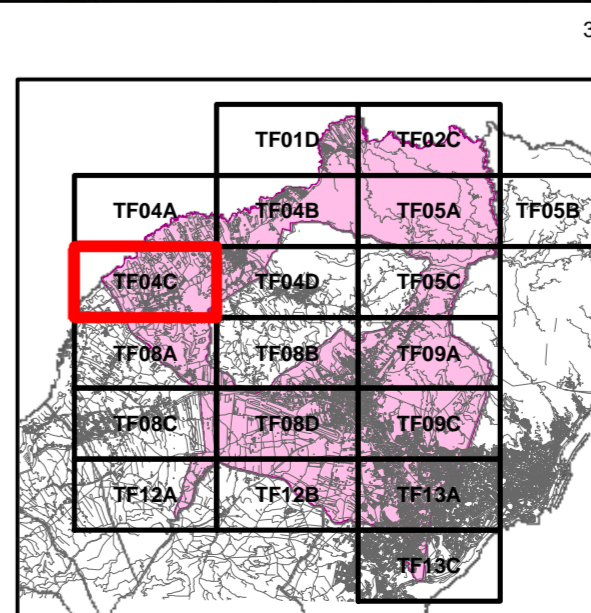 3
TF01D TF02C
TF04A TF04B TF05A TF05B
TF04C TF04D TF05C
TF08A TF08B TF09A
TF08C TF08D TF09C
TF12A TF12B TF13A
TF13C